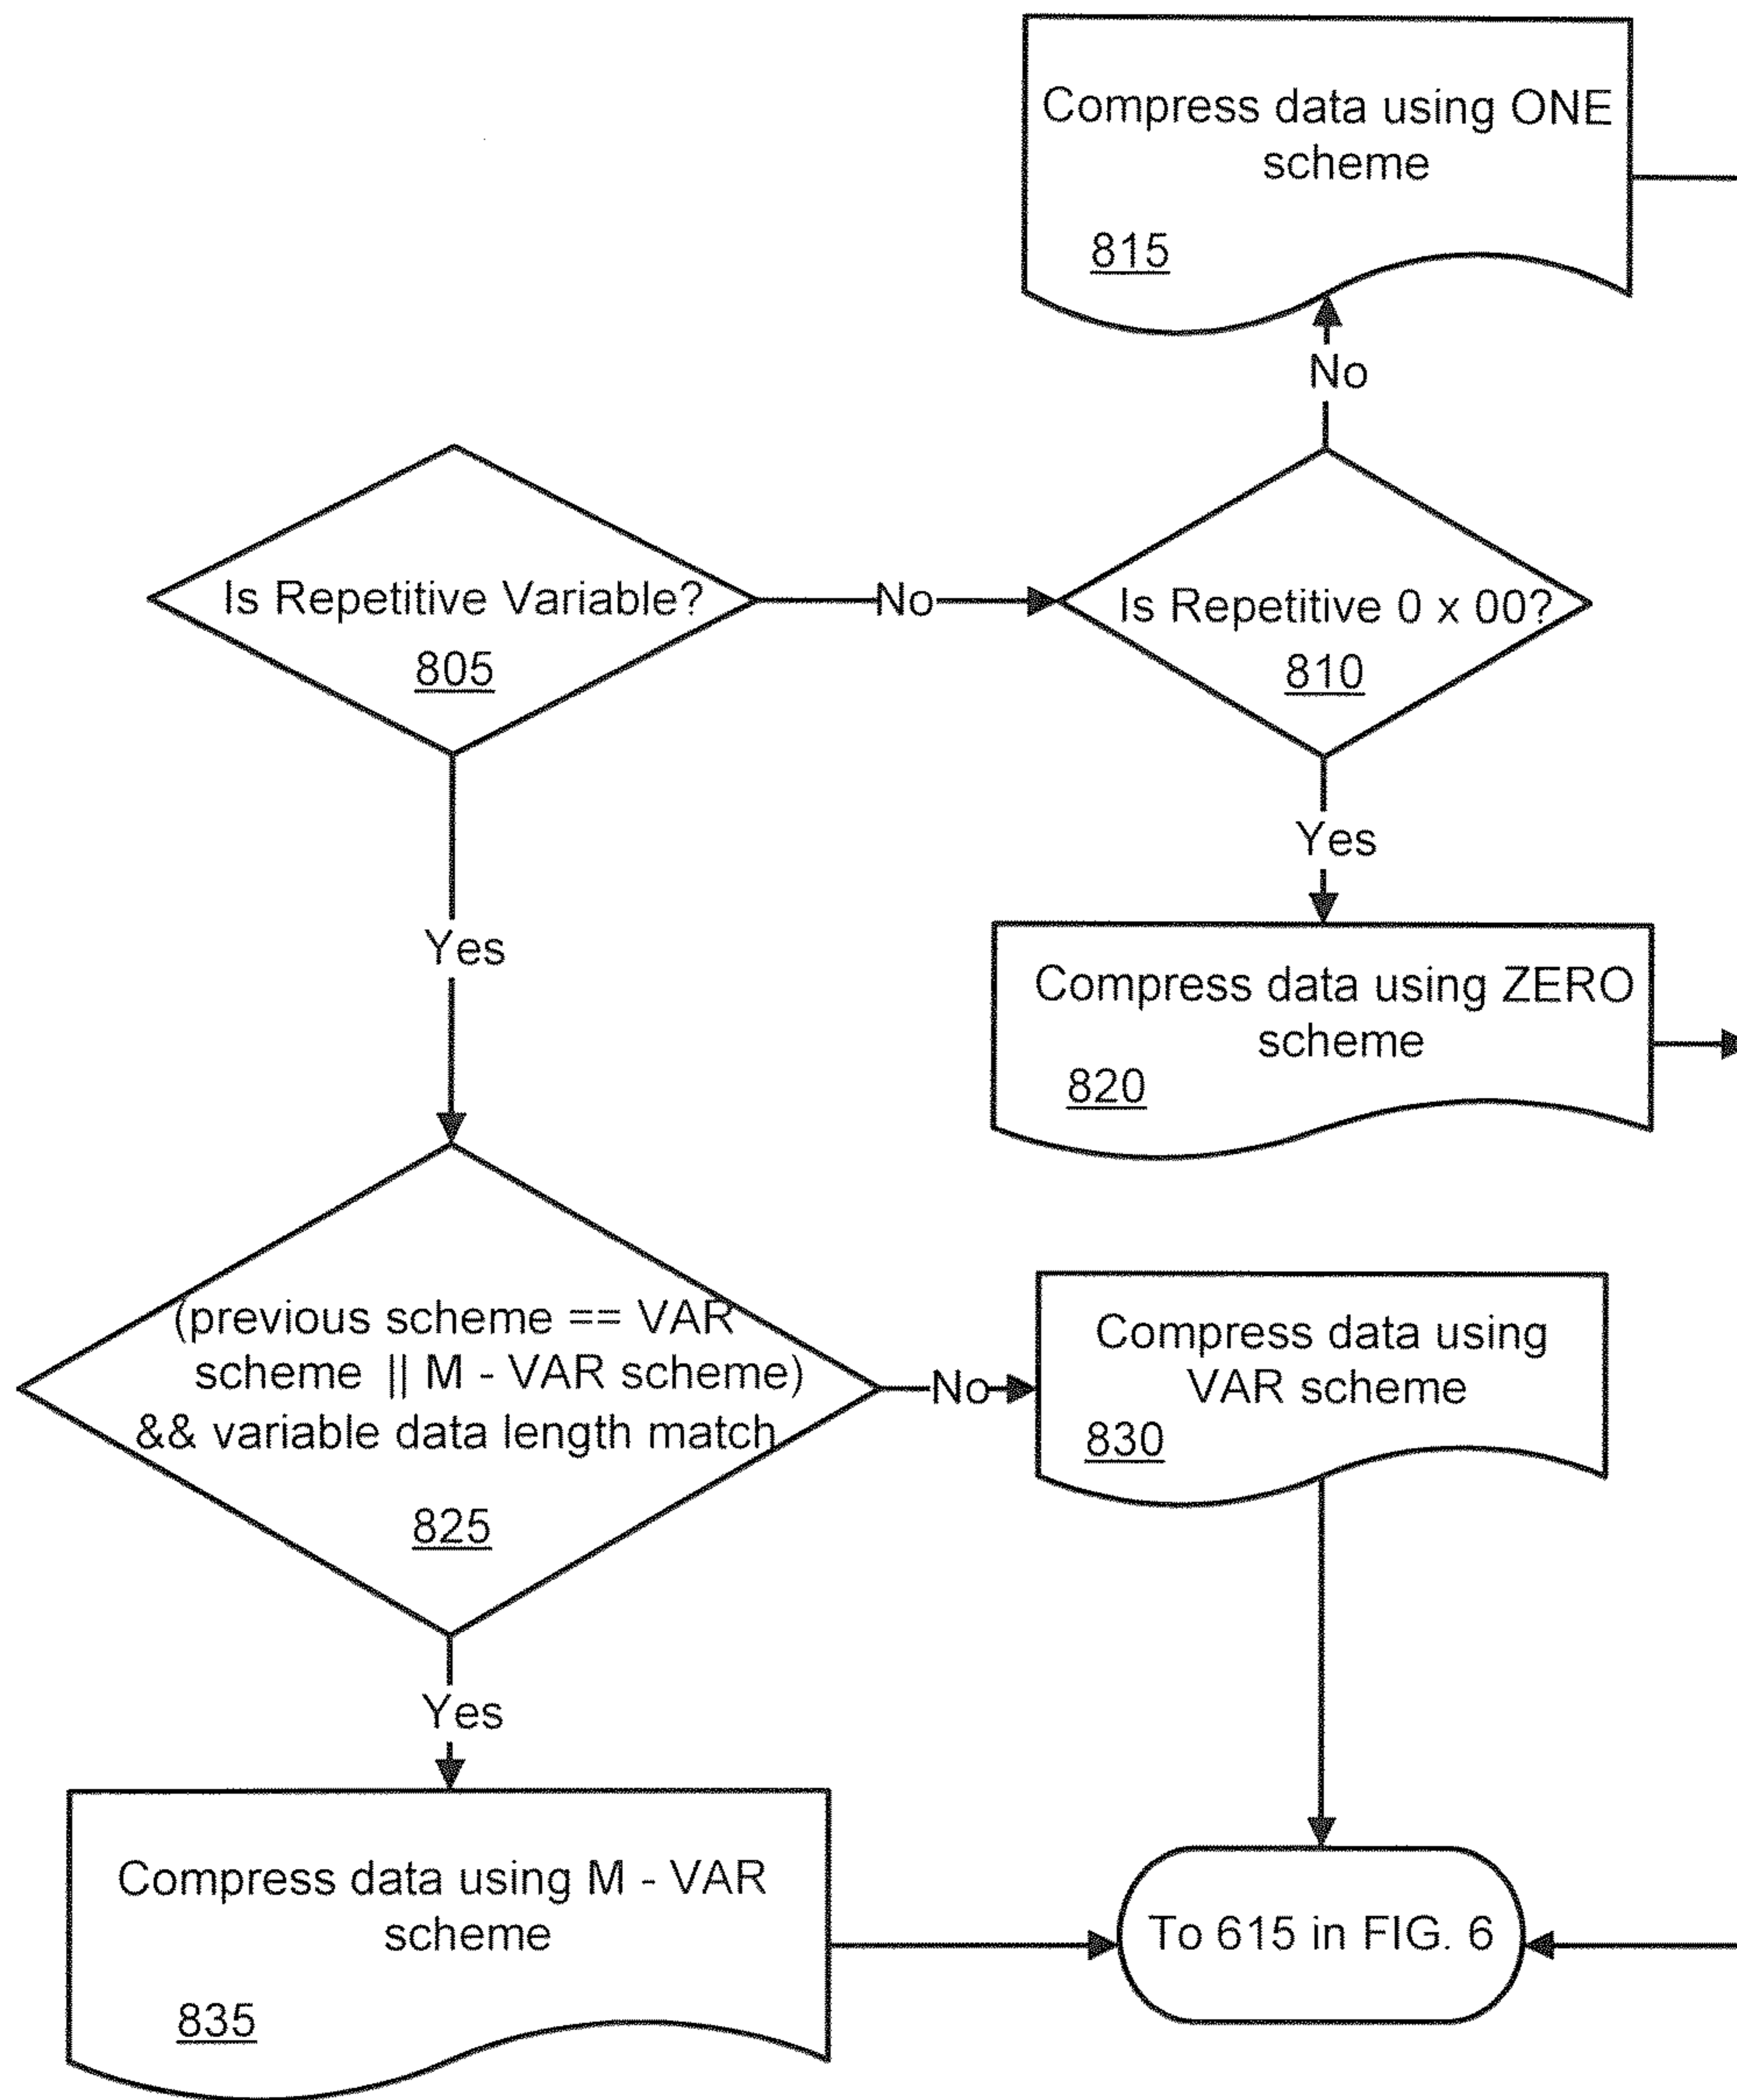 Compress data using ONE
scheme
815
No
Is Repetitive Variable?
805
No
Is Repetitive 0 x 00?
810
Yes
Yes
Compress data using ZERO
scheme
820
(previous scheme == VAR
scheme || M - VAR scheme)
&& variable data length match
825
No
Compress data using
VAR scheme
830
Yes
Compress data using M - VAR
scheme
835
To 615 in FIG. 6